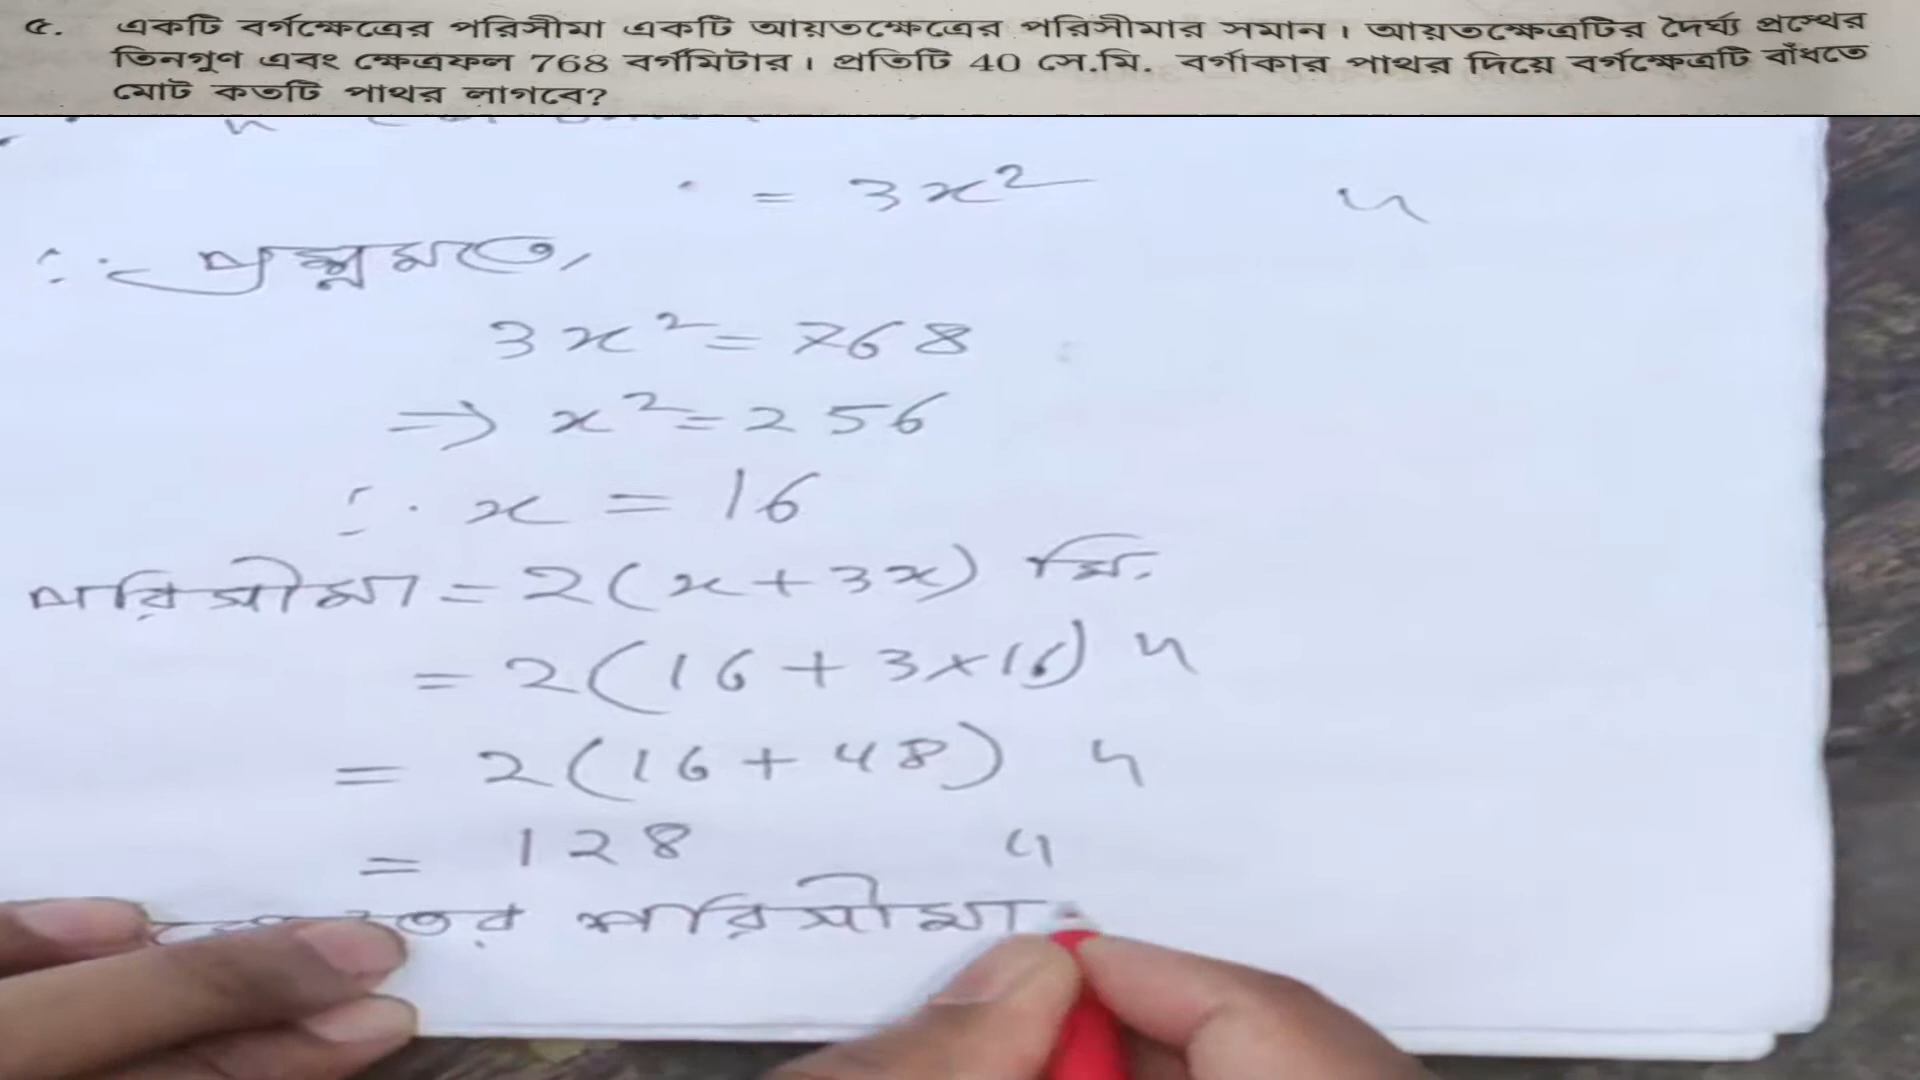 ৫. একটি বর্গক্ষেত্রের পরিসীমা একটি আয়তক্ষেত্রের পরিসীমার সমান। আয়তক্ষেত্রটির দৈর্ঘ্য প্রস্থের
তিনগুণ এবং ক্ষেত্রফল 768 বর্গমিটার। প্রতিটি 40 সে.মি. বর্গাকার পাথর দিয়ে বর্গক্ষেত্রটি বাঁধতে
মোট কতটি পাথর লাগবে?
= 3x² "
∴ প্রশ্নমতে,
3x² = 768
⇒ x² = 256
∴ x = 16
পরিসীমা = 2(x+3x) মি.
= 2(16+3×16) "
= 2(16+48) "
= 128 "
পরিসীমা